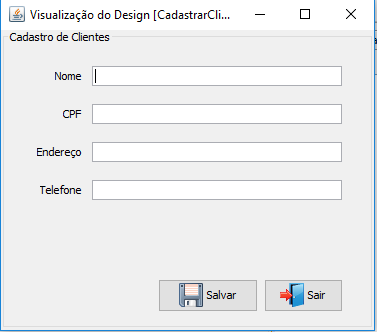 Visualização do Design [CadastrarCli...
Cadastro de Clientes
Nome
CPF
Endereço
Telefone
Salvar
Sair